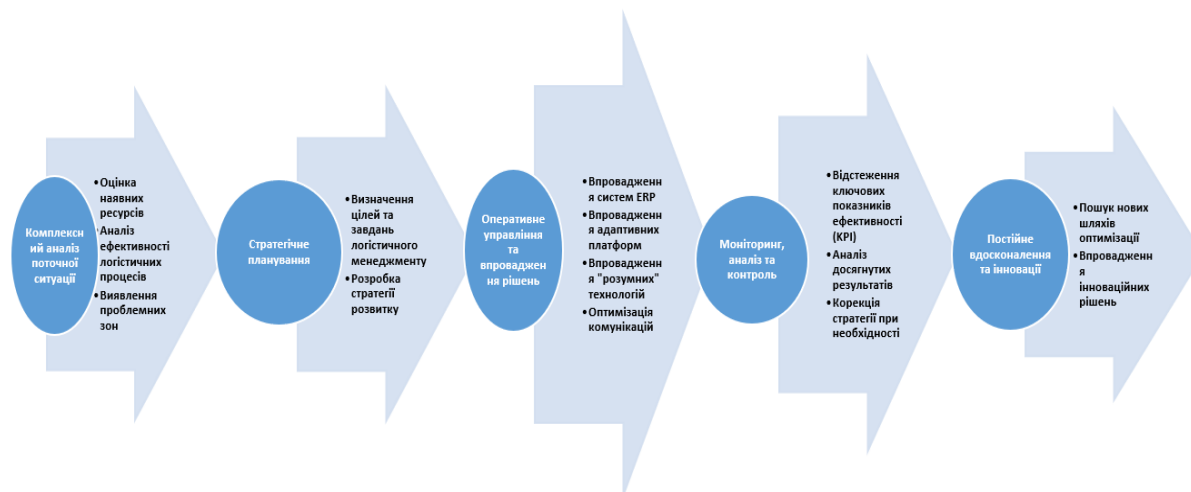 Комплексн
ий аналіз
поточної
ситуації
•Оцінка
наявних
ресурсів
•Аналіз
ефективності
логістичних
процесів
•Виявлення
проблемних
зон
Стратегічне
планування
•Визначення
цілей та
завдань
логістичного
менеджменту
•Розробка
стратегії
розвитку
Оперативне
управління
та
впроваджен
ня рішень
•Впровадженн
я систем ERP
•Впровадженн
я адаптивних
платформ
•Впровадженн
я "розумних"
технологій
•Оптимізація
комунікацій
Моніторинг,
аналіз та
контроль
•Відстеження
ключових
показників
ефективності
(KPI)
•Аналіз
досягнутих
результатів
•Корекція
стратегії при
необхідності
Постійне
вдосконалення
та інновації
•Пошук нових
шляхів
оптимізації
•Впровадженн
я
інноваційних
рішень